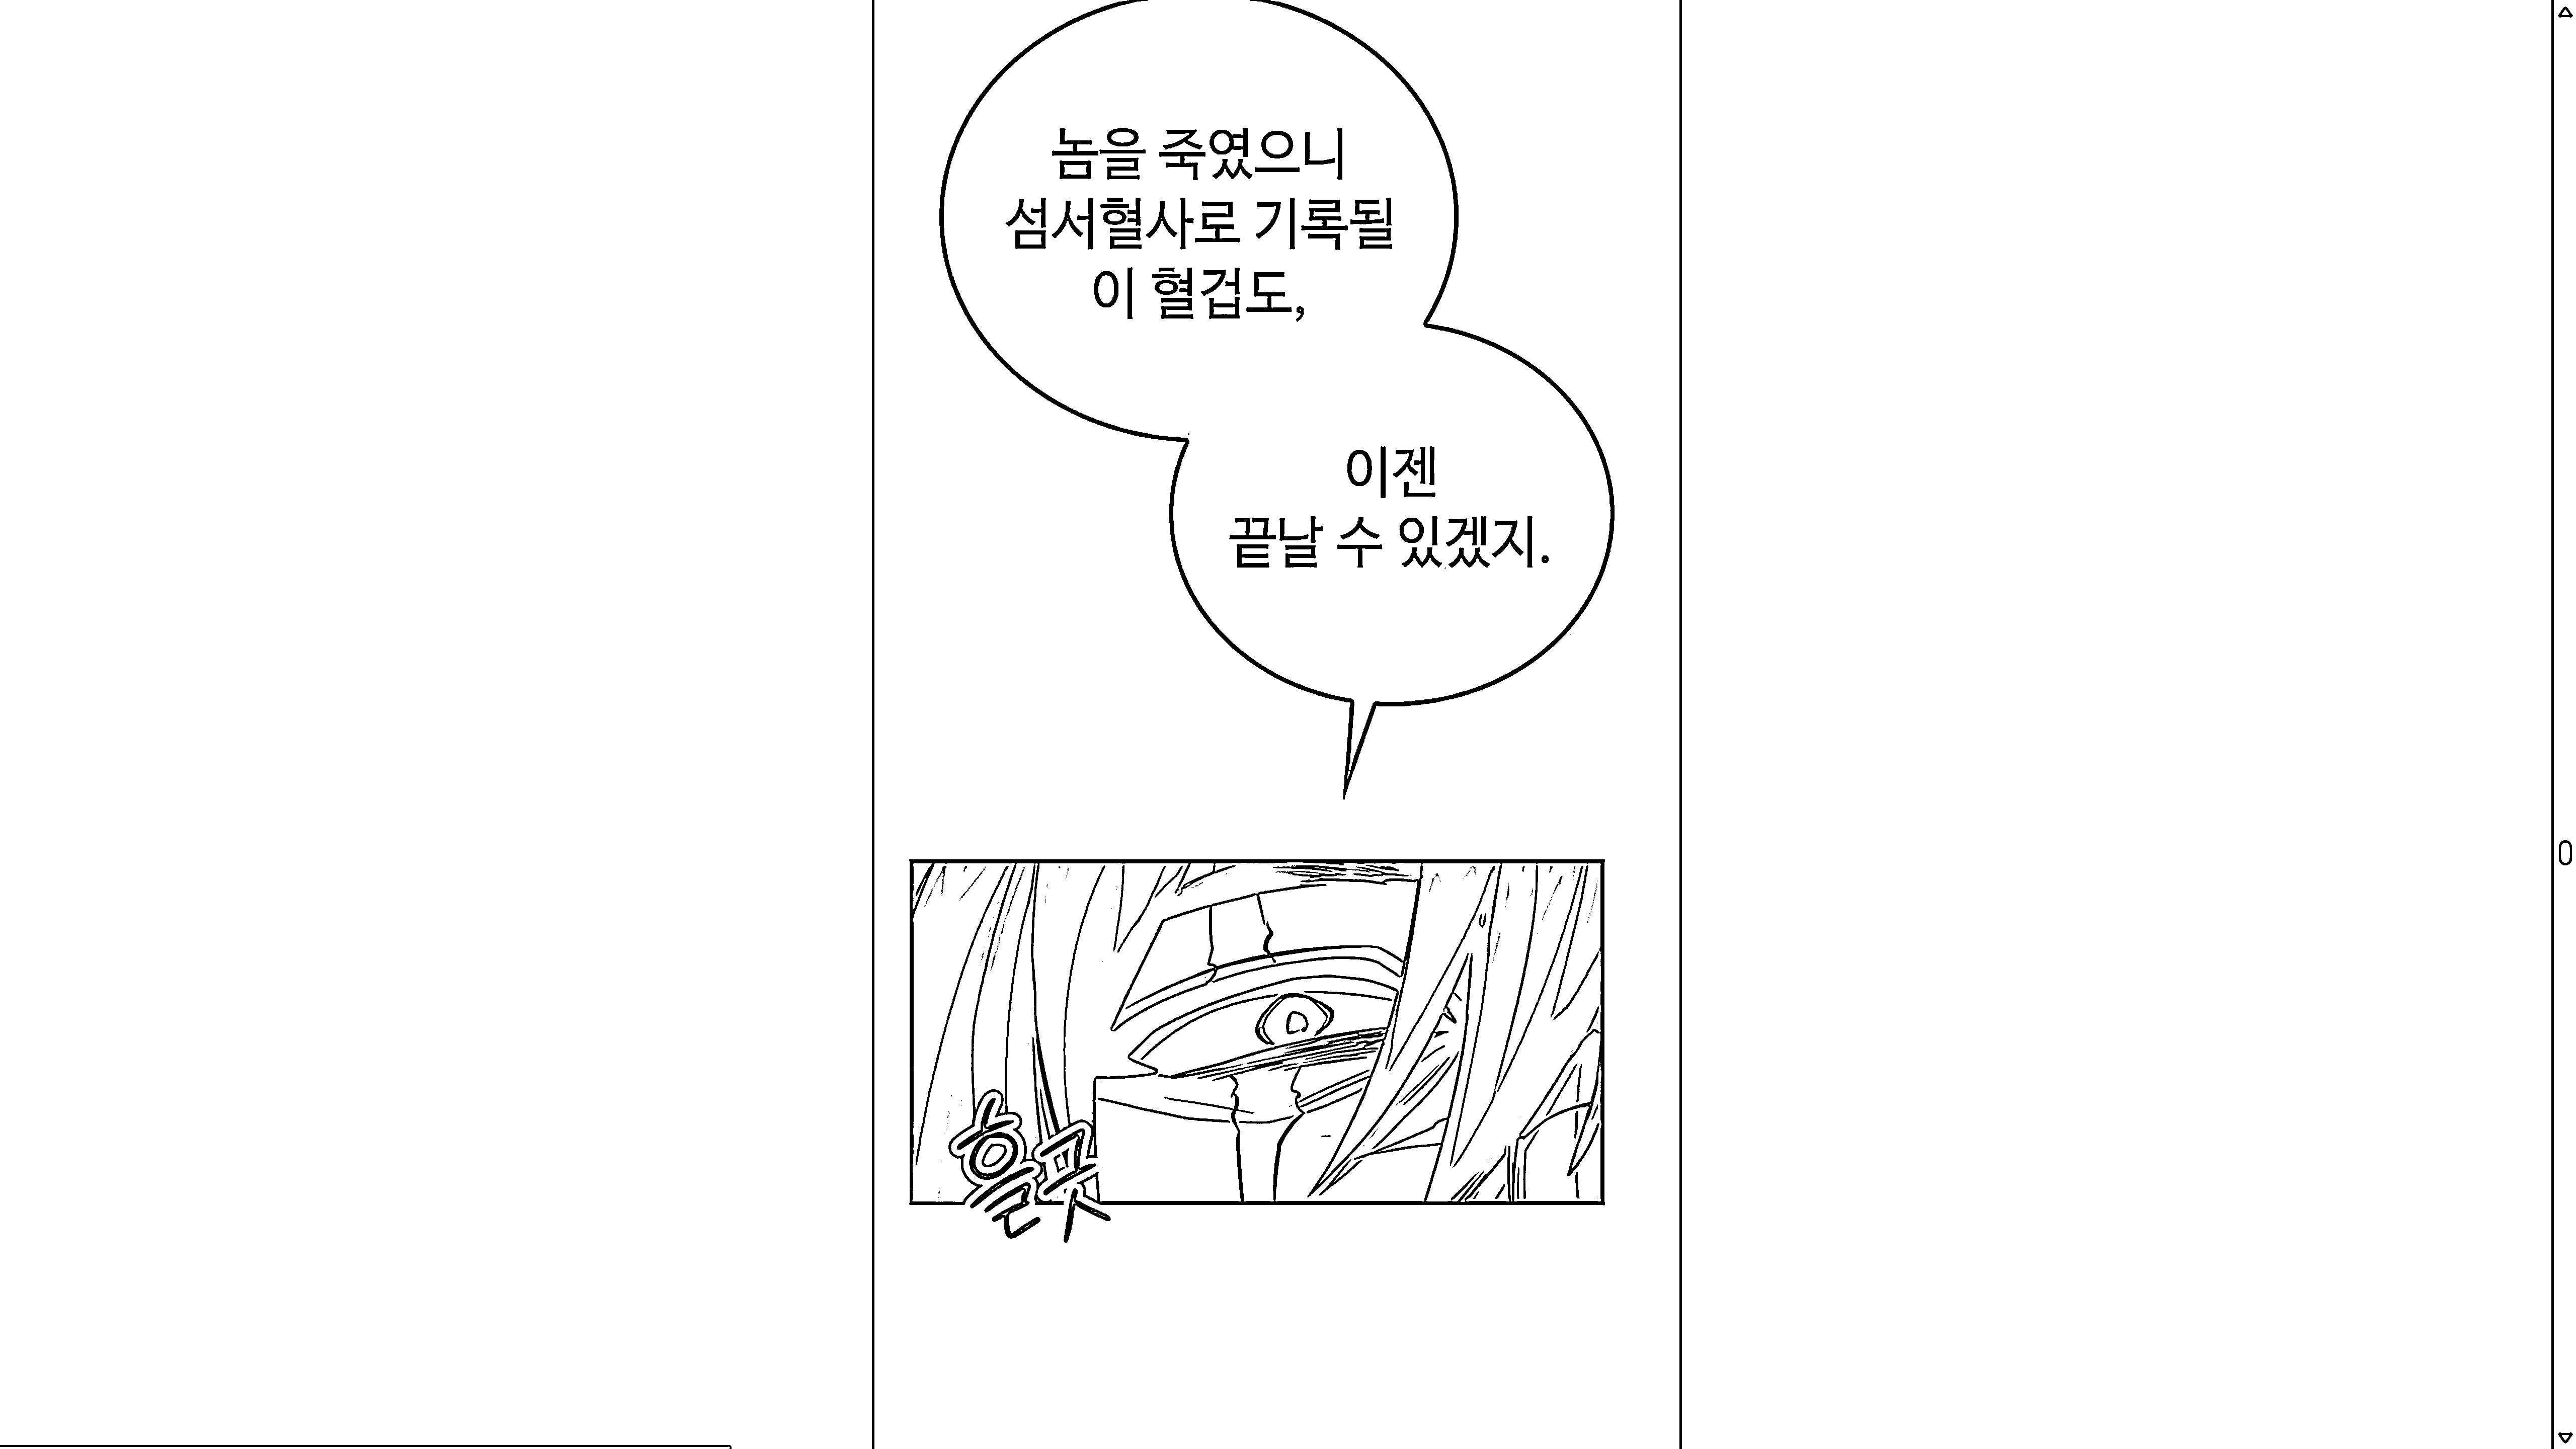 놈을 죽였으니
섬서혈사로 기록될
이 혈겁도,
이젠
끝날 수 있겠지.
흘끗